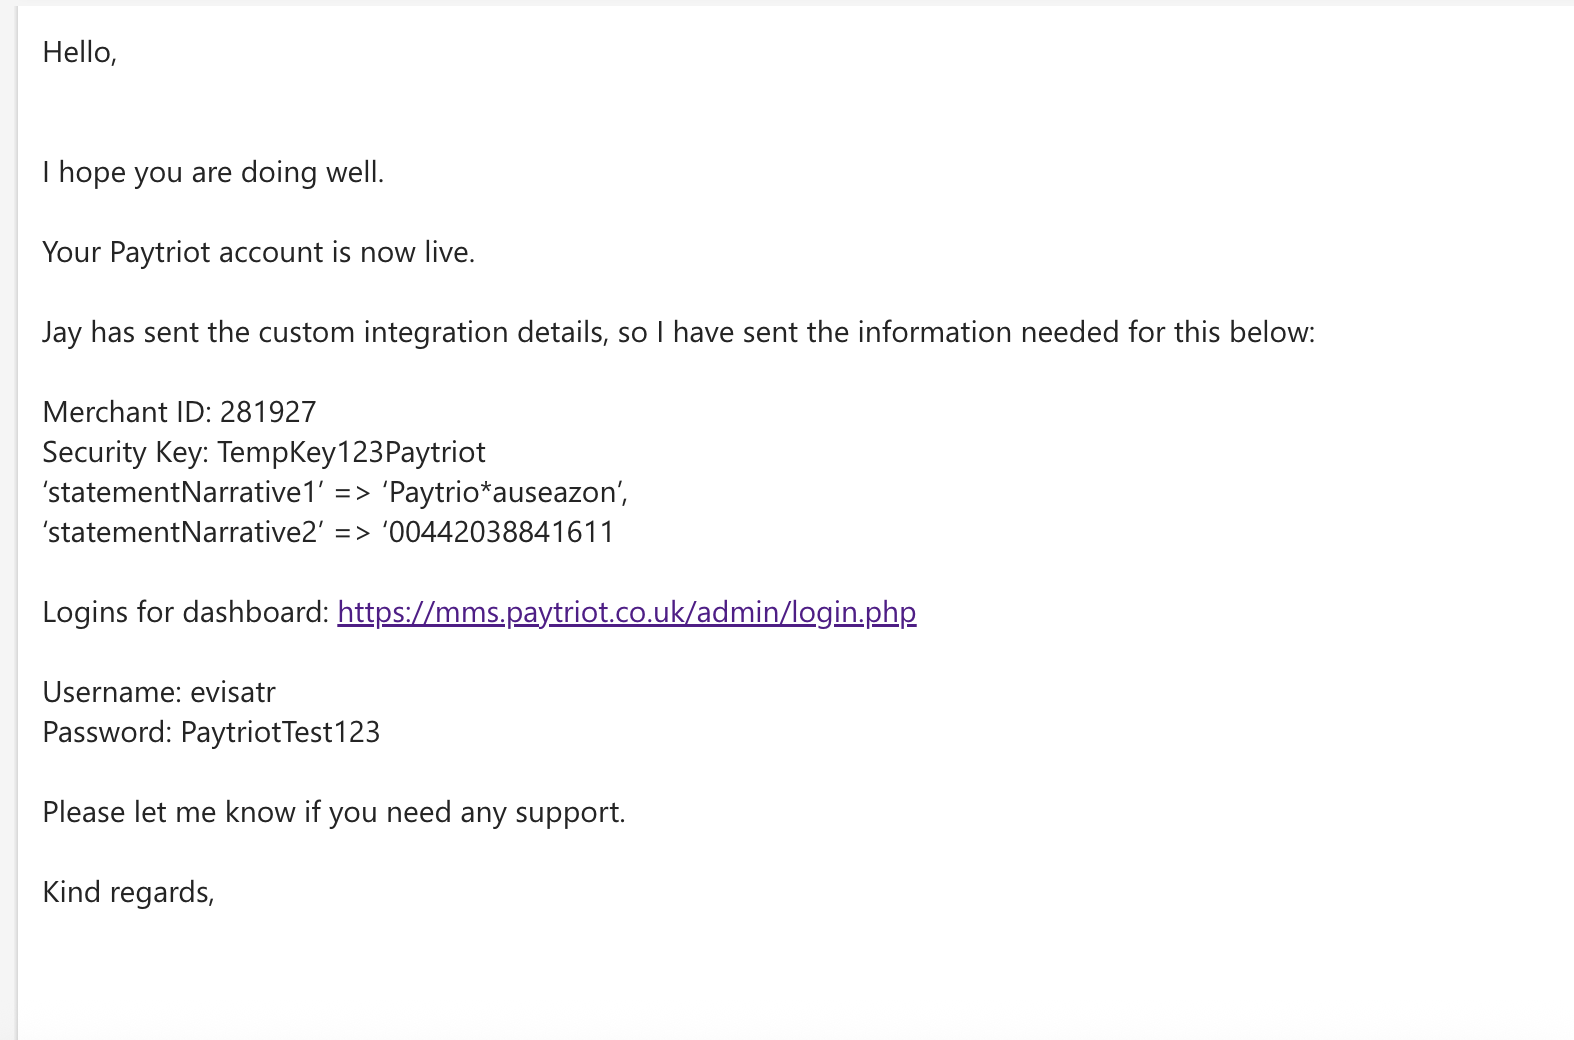 Hello,
I hope you are doing well.
Your Paytriot account is now live.
Jay has sent the custom integration details, so I have sent the information needed for this below:
Merchant ID: 281927
Security Key: TempKey123Paytriot
‘statementNarrative1’ => ‘Paytrio*auseazon’,
‘statementNarrative2’ => ‘00442038841611
Logins for dashboard: https://mms.paytriot.co.uk/admin/login.php
Username: evisatr
Password: PaytriotTest123
Please let me know if you need any support.
Kind regards,